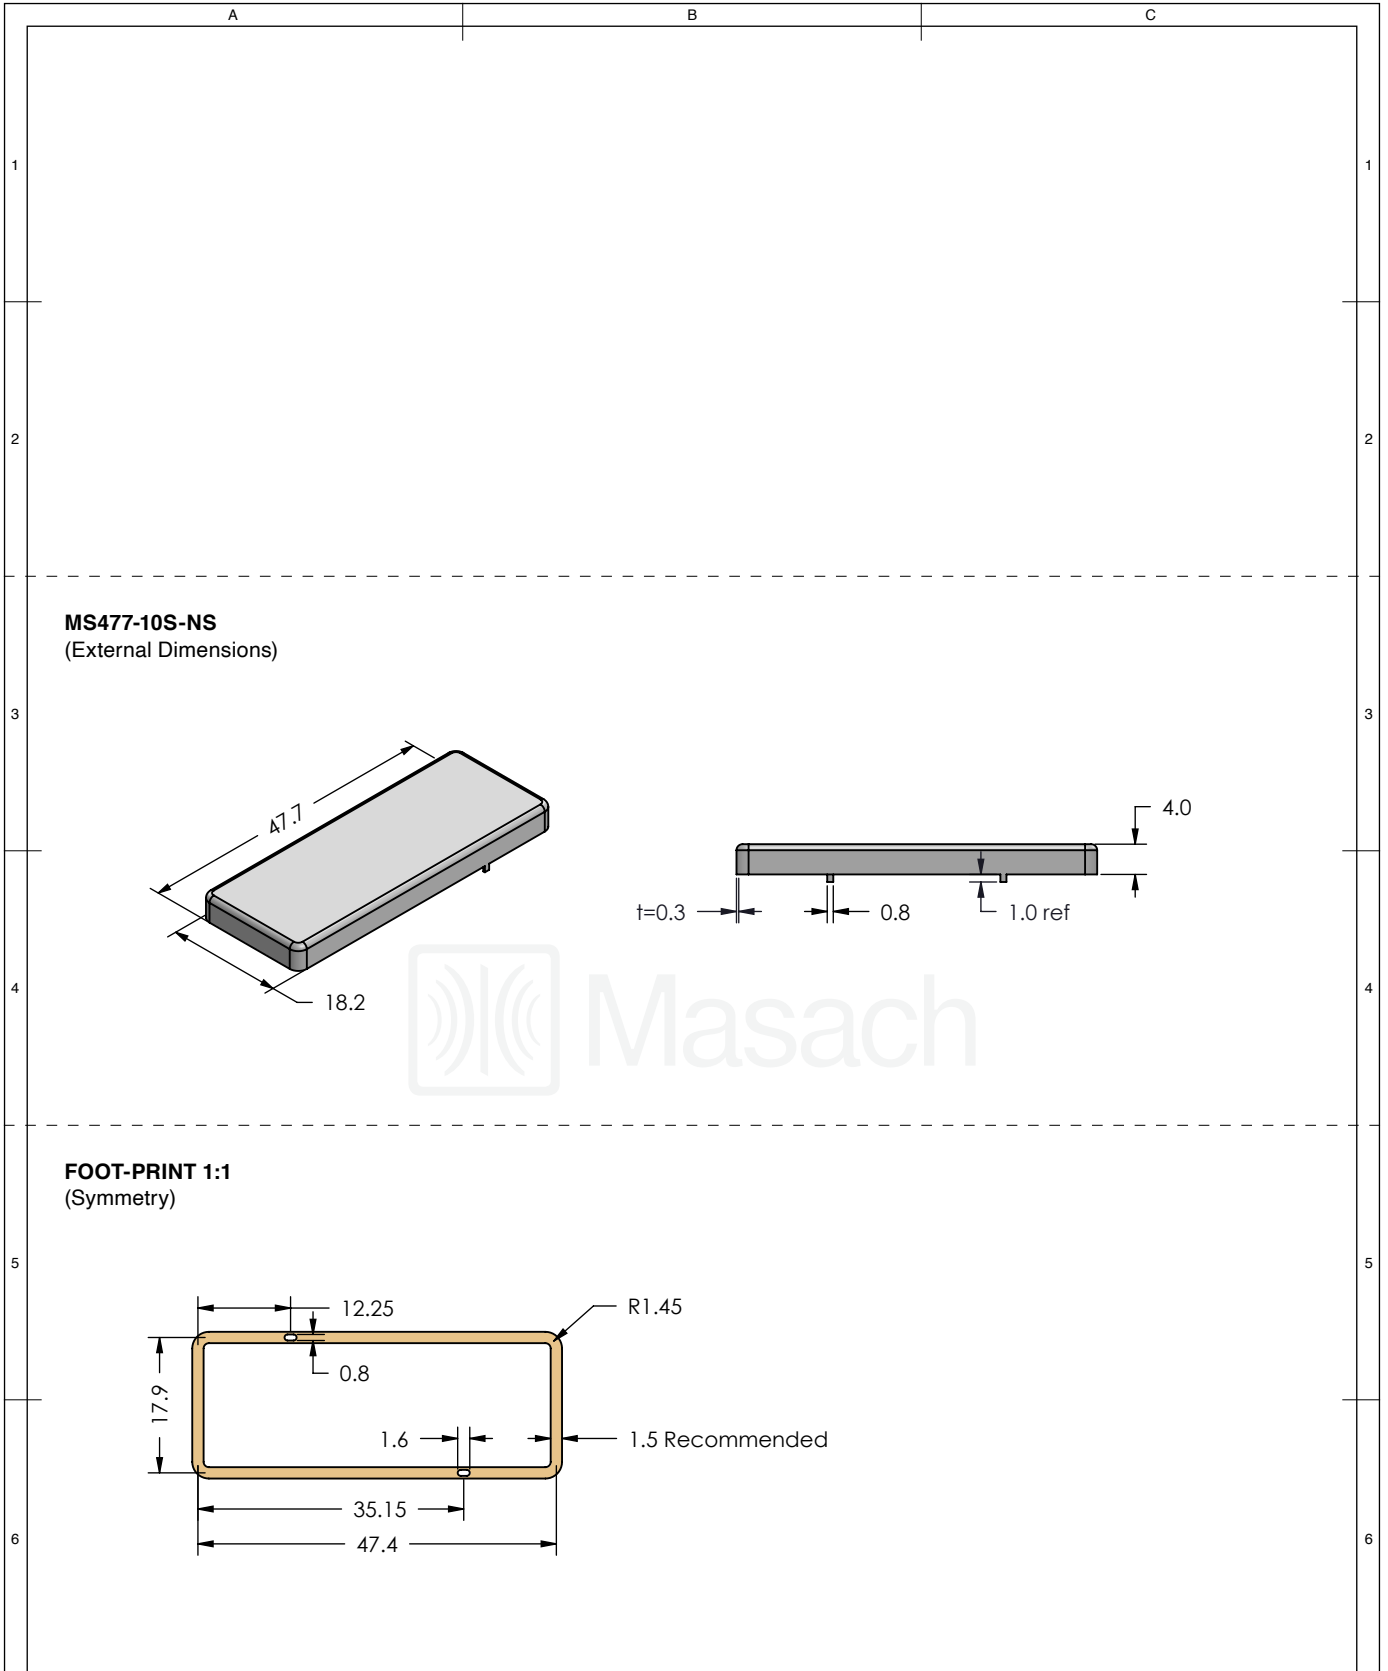 A B C
1 1
2 2
MS477-10S-NS
(External Dimensions)
3 3
47.7
18.2
4.0
t=0.3 0.8 1.0 ref
4 4
Masach
FOOT-PRINT 1:1
(Symmetry)
5 5
12.25
R1.45
0.8
17.9
1.6
1.5 Recommended
35.15
47.4
6 6